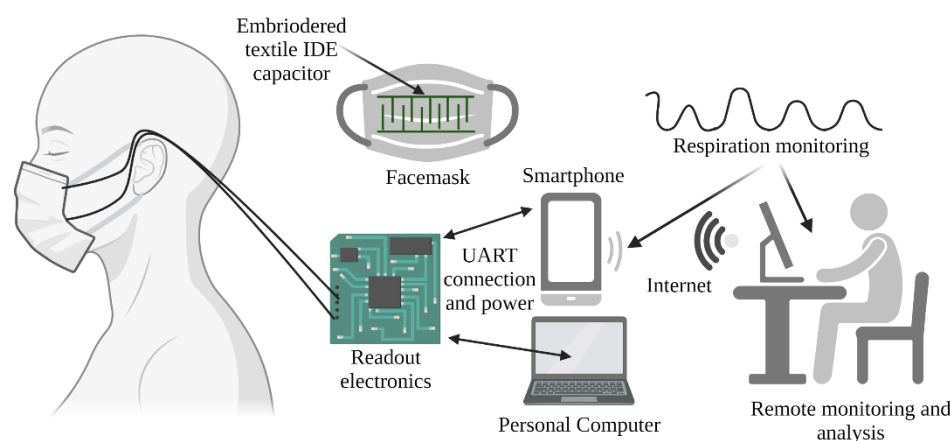 Embriodered
textile IDE
capacitor
Facemask
Respiration monitoring
Smartphone
UART
connection
and power
Internet
Readout
electronics
Personal Computer
Remote monitoring and
analysis